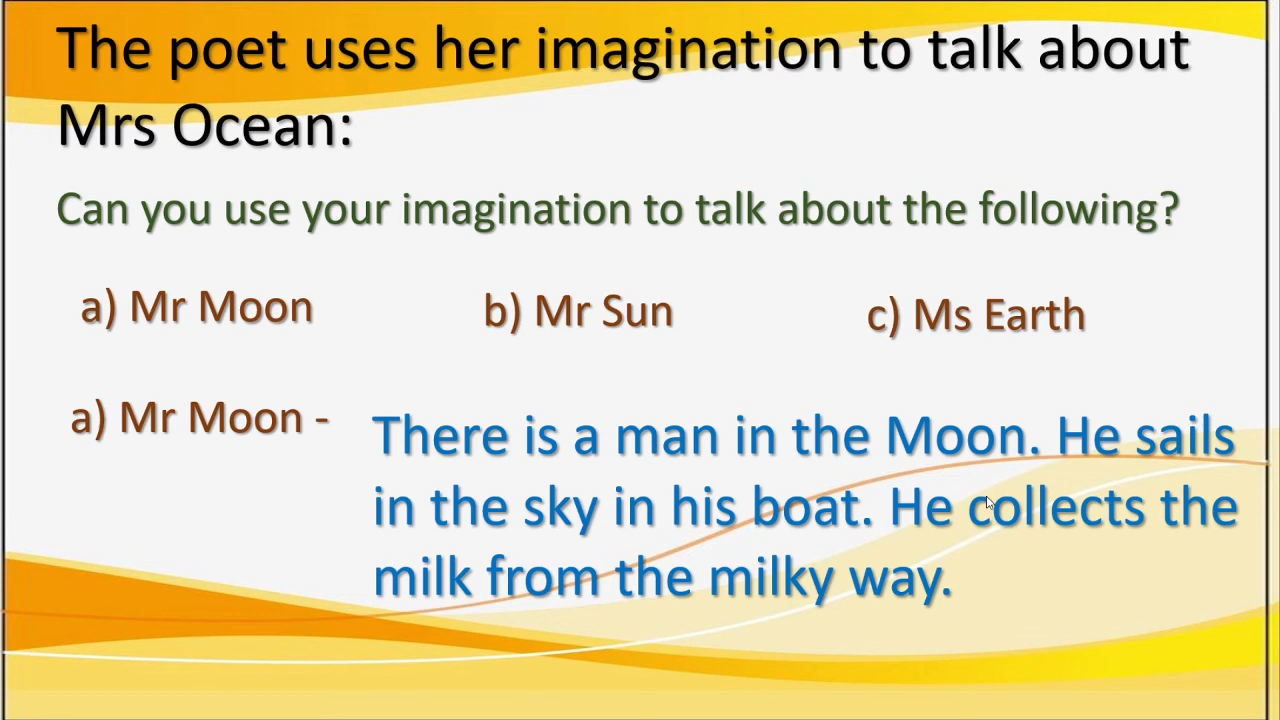 The poet uses her imagination to talk about
Mrs Ocean:
Can you use your imagination to talk about the following?
a) Mr Moon b) Mr Sun c) Ms Earth
a) Mr Moon -
There is a man in the Moon. He sails
in the sky in his boat. He collects the
milk from the milky way.